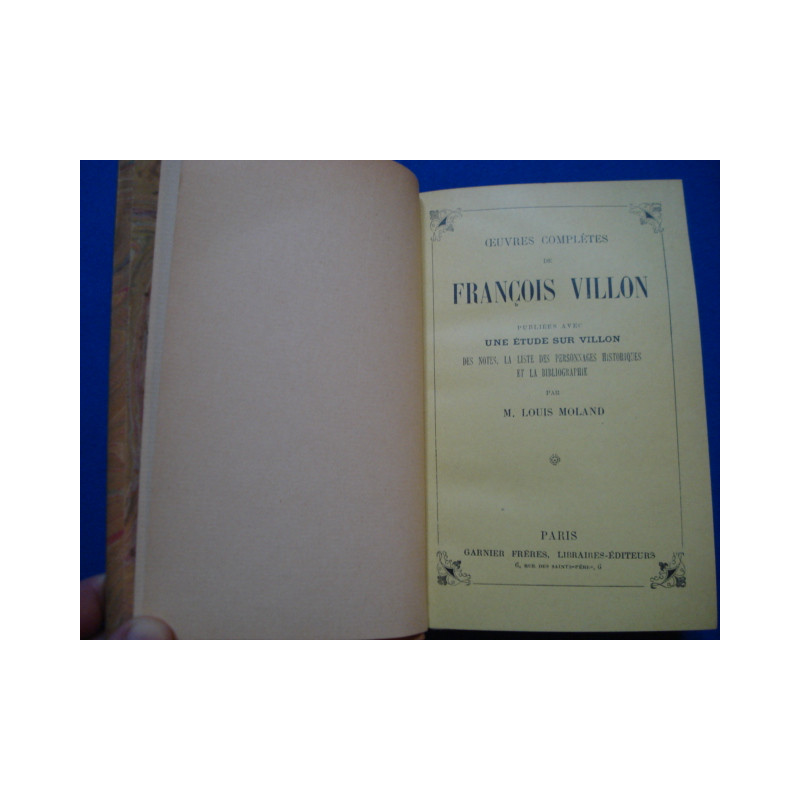 ŒUVRES COMPLÈTES
DE
FRANÇOIS VILLON
PUBLIÉES AVEC
UNE ÉTUDE SUR VILLON
DES NOTES, LA LISTE DES PERSONNAGES HISTORIQUES
ET LA BIBLIOGRAPHIE
PAR
M. LOUIS MOLAND
PARIS
GARNIER FRÈRES, LIBRAIRES-ÉDITEURS
6, RUE DES SAINTS-PÈRES, 6